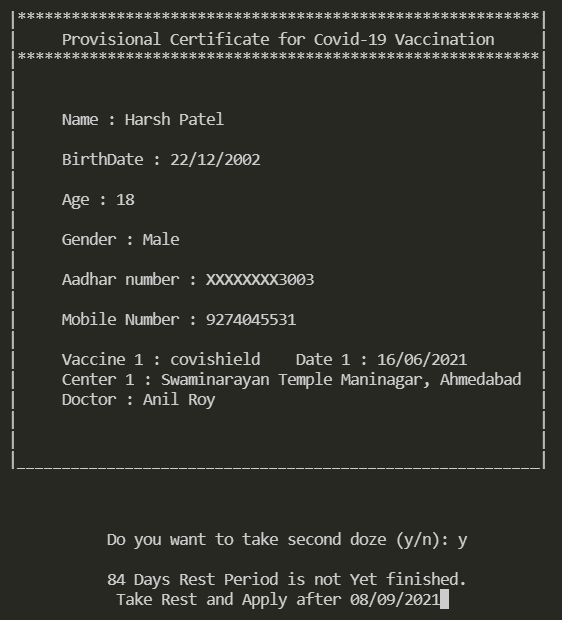 |**********************************************************|
Provisional Certificate for Covid-19 Vaccination
|**********************************************************|
Name : Harsh Patel
BirthDate : 22/12/2002
Age : 18
Gender : Male
Aadhar number : XXXXXXXX3003
Mobile Number : 9274045531
Vaccine 1 : covishield    Date 1 : 16/06/2021
Center 1 : Swaminarayan Temple Maninagar, Ahmedabad
Doctor : Anil Roy
Do you want to take second doze (y/n): y
84 Days Rest Period is not Yet finished.
Take Rest and Apply after 08/09/2021